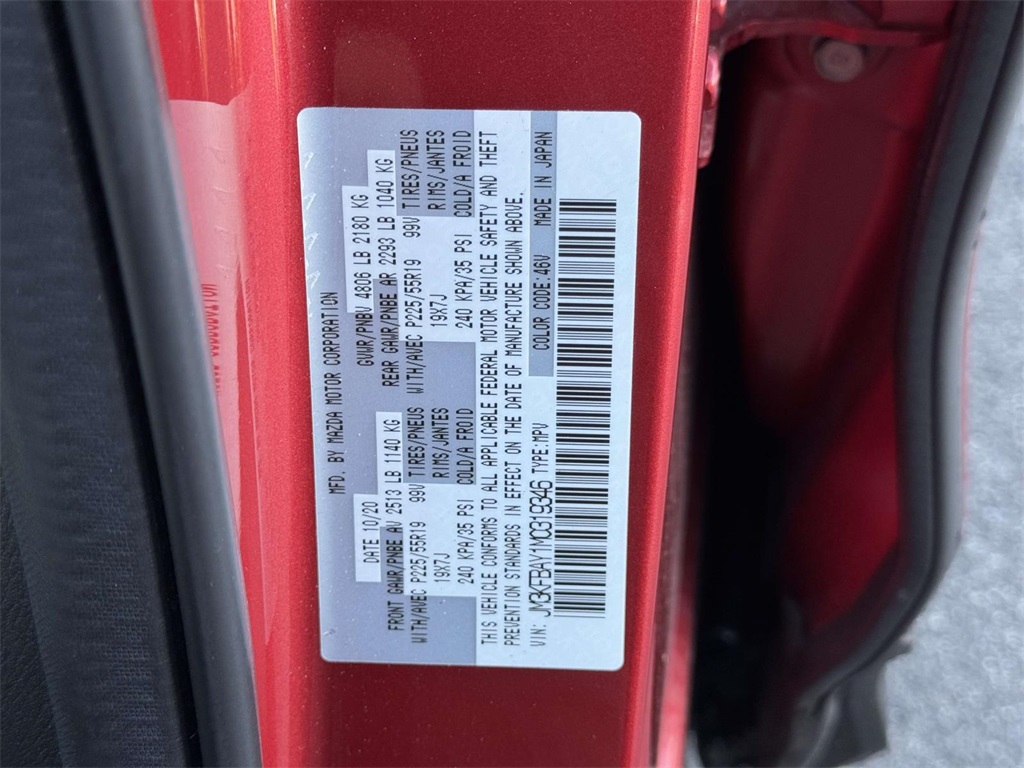 MFD. BY MAZDA MOTOR CORPORATION
DATE 10/20
GVWR/PNBV 4806 LB 2180 KG
FRONT GAWR/PNBE AV 2513 LB 1140 KG
REAR GAWR/PNBE AR 2293 LB 1040 KG
WITH/AVEC P225/55R19 99V TIRES/PNEUS
WITH/AVEC P225/55R19 99V TIRES/PNEUS
19X7J RIMS/JANTES
19X7J RIMS/JANTES
240 KPA/35 PSI COLD/A FROID
240 KPA/35 PSI COLD/A FROID
THIS VEHICLE CONFORMS TO ALL APPLICABLE FEDERAL MOTOR VEHICLE SAFETY AND THEFT
PREVENTION STANDARDS IN EFFECT ON THE DATE OF MANUFACTURE SHOWN ABOVE.
VIN: JM3KFBAY1M0319346 TYPE:MPV COLOR CODE:46V MADE IN JAPAN